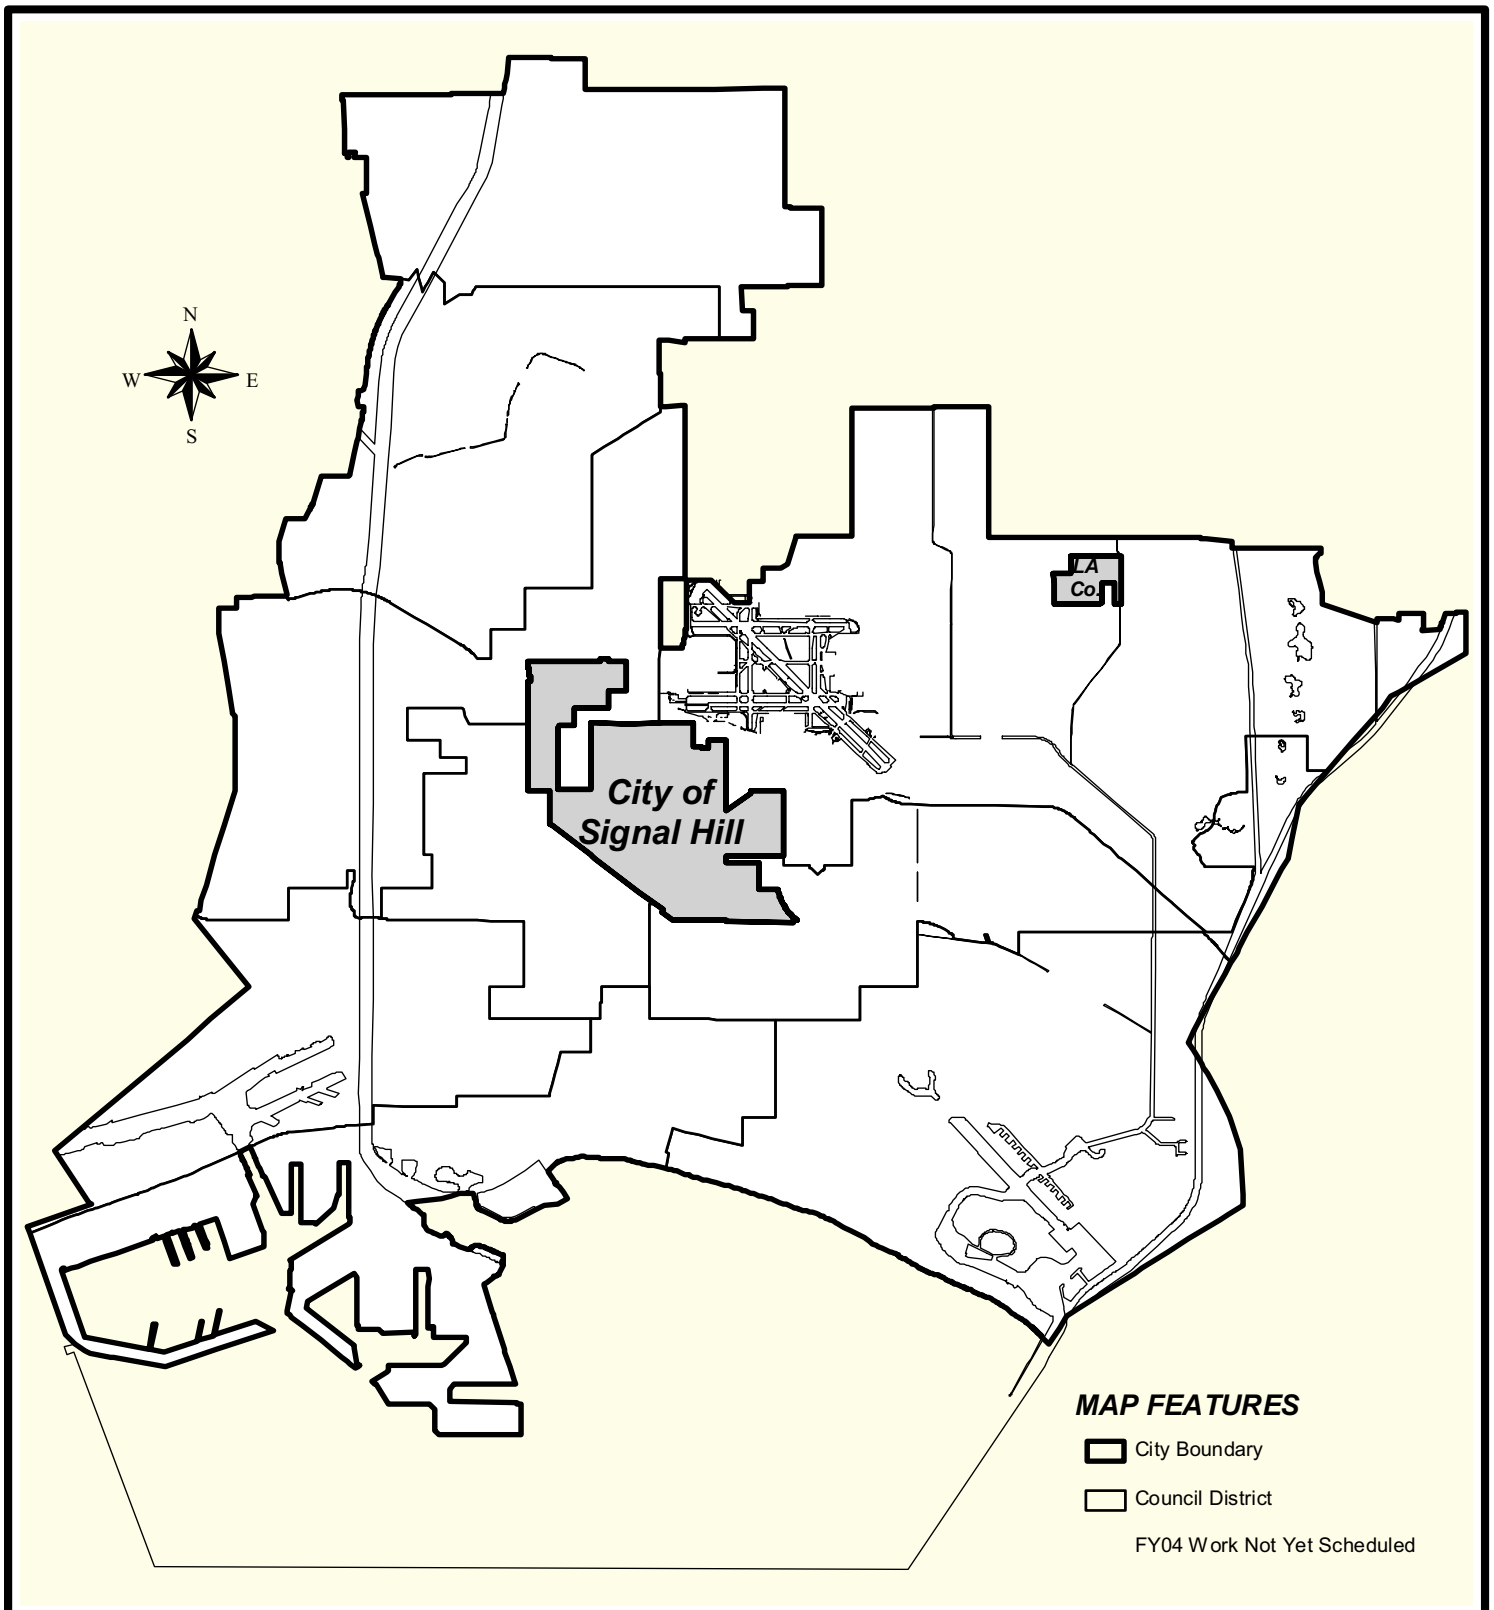 N
W E
S
LA
Co.
City of
Signal Hill
MAP FEATURES
City Boundary
Council District
FY04 Work Not Yet Scheduled